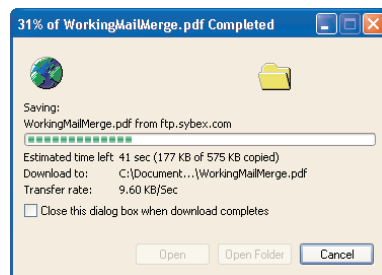 31% of WorkingMailMerge.pdf Completed
Saving:
WorkingMailMerge.pdf from ftp.sybex.com
Estimated time left 41 sec (177 KB of 575 KB copied)
Download to: C:\Document...\WorkingMailMerge.pdf
Transfer rate: 9.60 KB/Sec
Close this dialog box when download completes
Open Open Folder Cancel